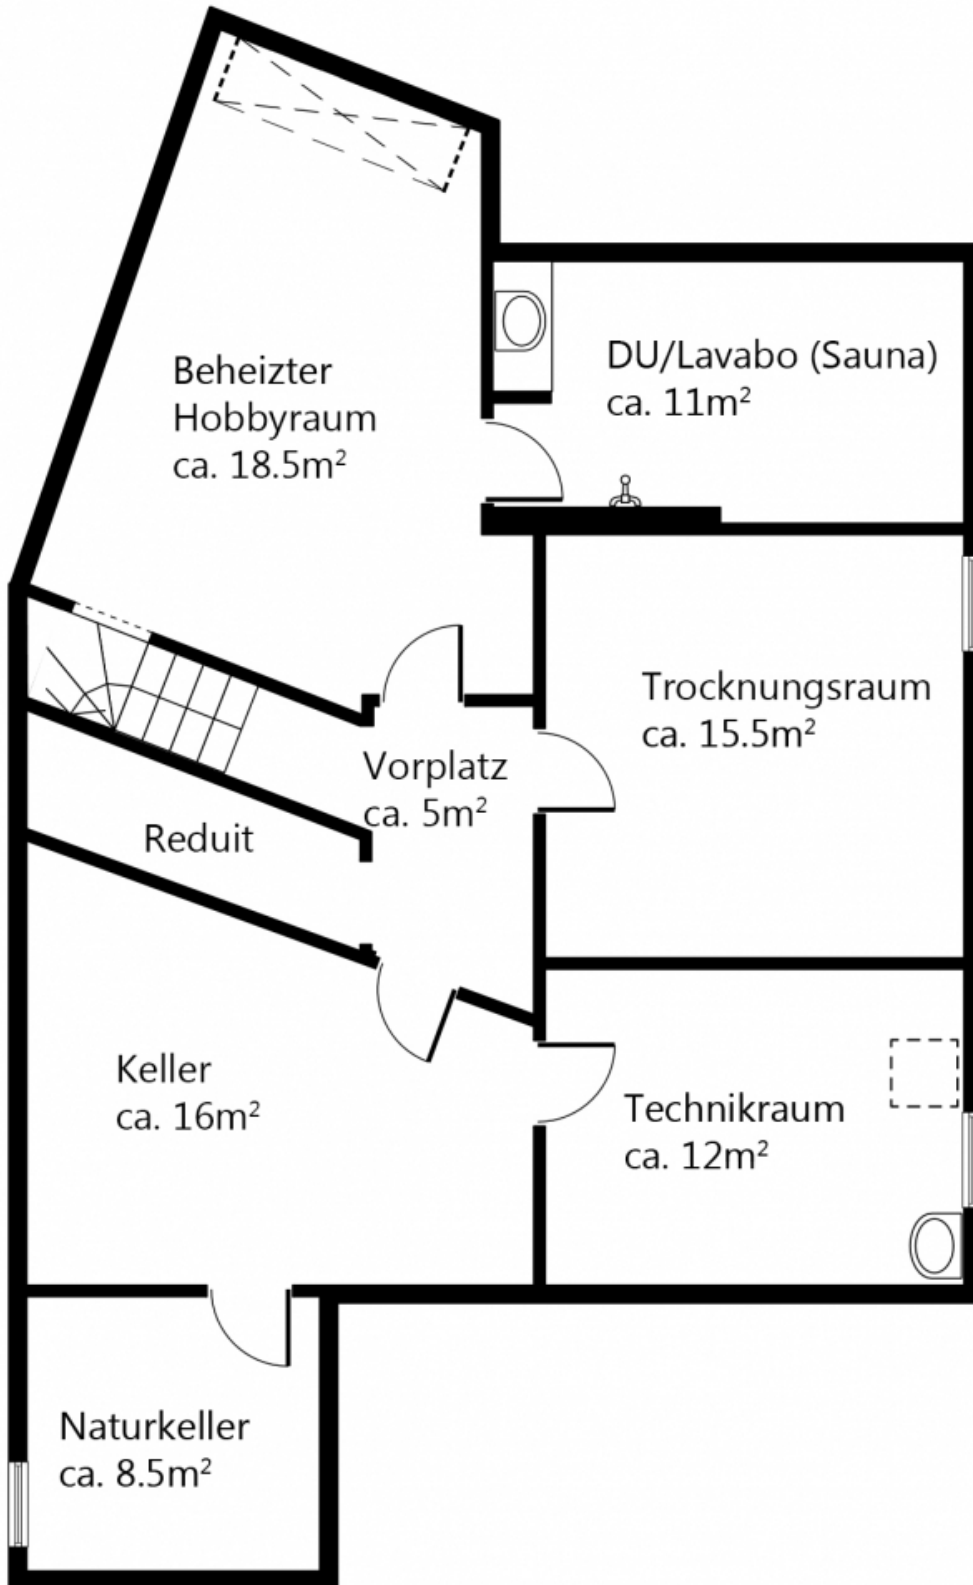 Beheizter
Hobbyraum
ca. 18.5m²
DU/Lavabo (Sauna)
ca. 11m²
Trocknungsraum
ca. 15.5m²
Vorplatz
ca. 5m²
Reduit
Keller
ca. 16m²
Technikraum
ca. 12m²
Naturkeller
ca. 8.5m²